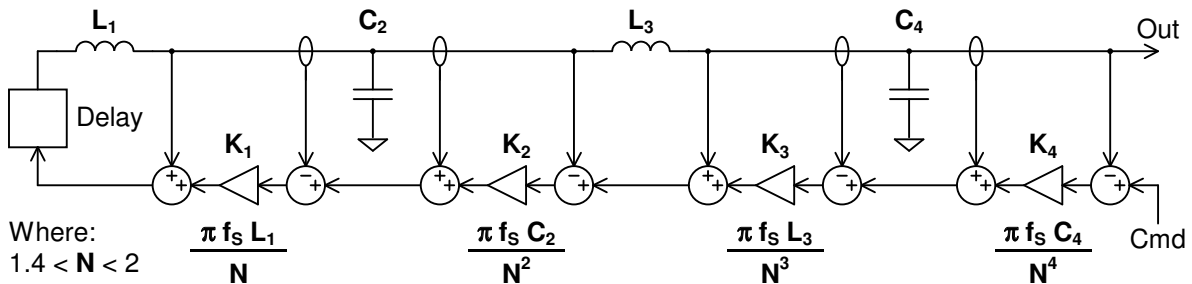 L₁ C₂ L₃ C₄ Out
Delay
K₁ K₂ K₃ K₄
+ + − + + + − + + + − + + + − +
Where:
1.4 < N < 2
π fS L₁ / N
π fS C₂ / N²
π fS L₃ / N³
π fS C₄ / N⁴
Cmd